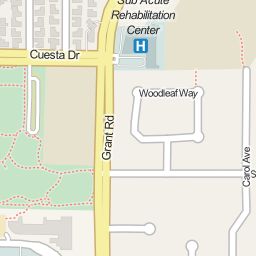 Sub Acute
Rehabilitation
Center
H
Cuesta Dr
Woodleaf Way
Grant Rd
Carol Ave
S